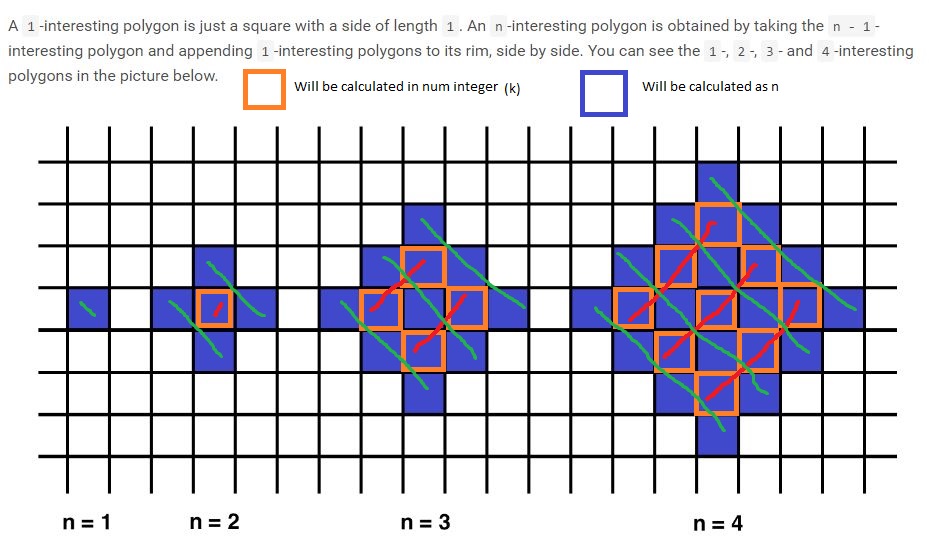 A 1 -interesting polygon is just a square with a side of length 1 . An n -interesting polygon is obtained by taking the n - 1 -
interesting polygon and appending 1 -interesting polygons to its rim, side by side. You can see the 1 -, 2 -, 3 - and 4 -interesting
polygons in the picture below.
Will be calculated in num integer (k)
Will be calculated as n
n = 1
n = 2
n = 3
n = 4